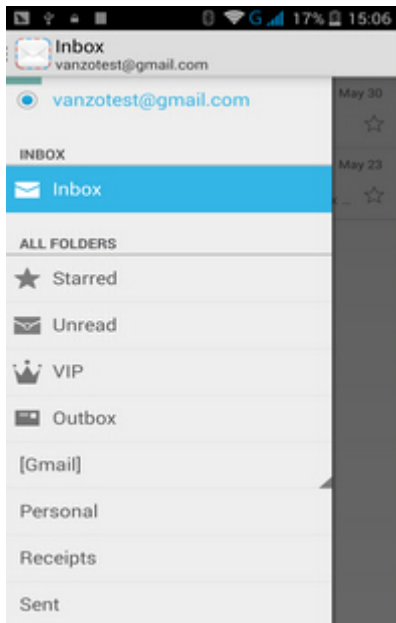 G 17% 15:06
Inbox
vanzotest@gmail.com
vanzotest@gmail.com
May 30
INBOX
May 23
Inbox
ALL FOLDERS
Starred
Unread
VIP
Outbox
[Gmail]
Personal
Receipts
Sent